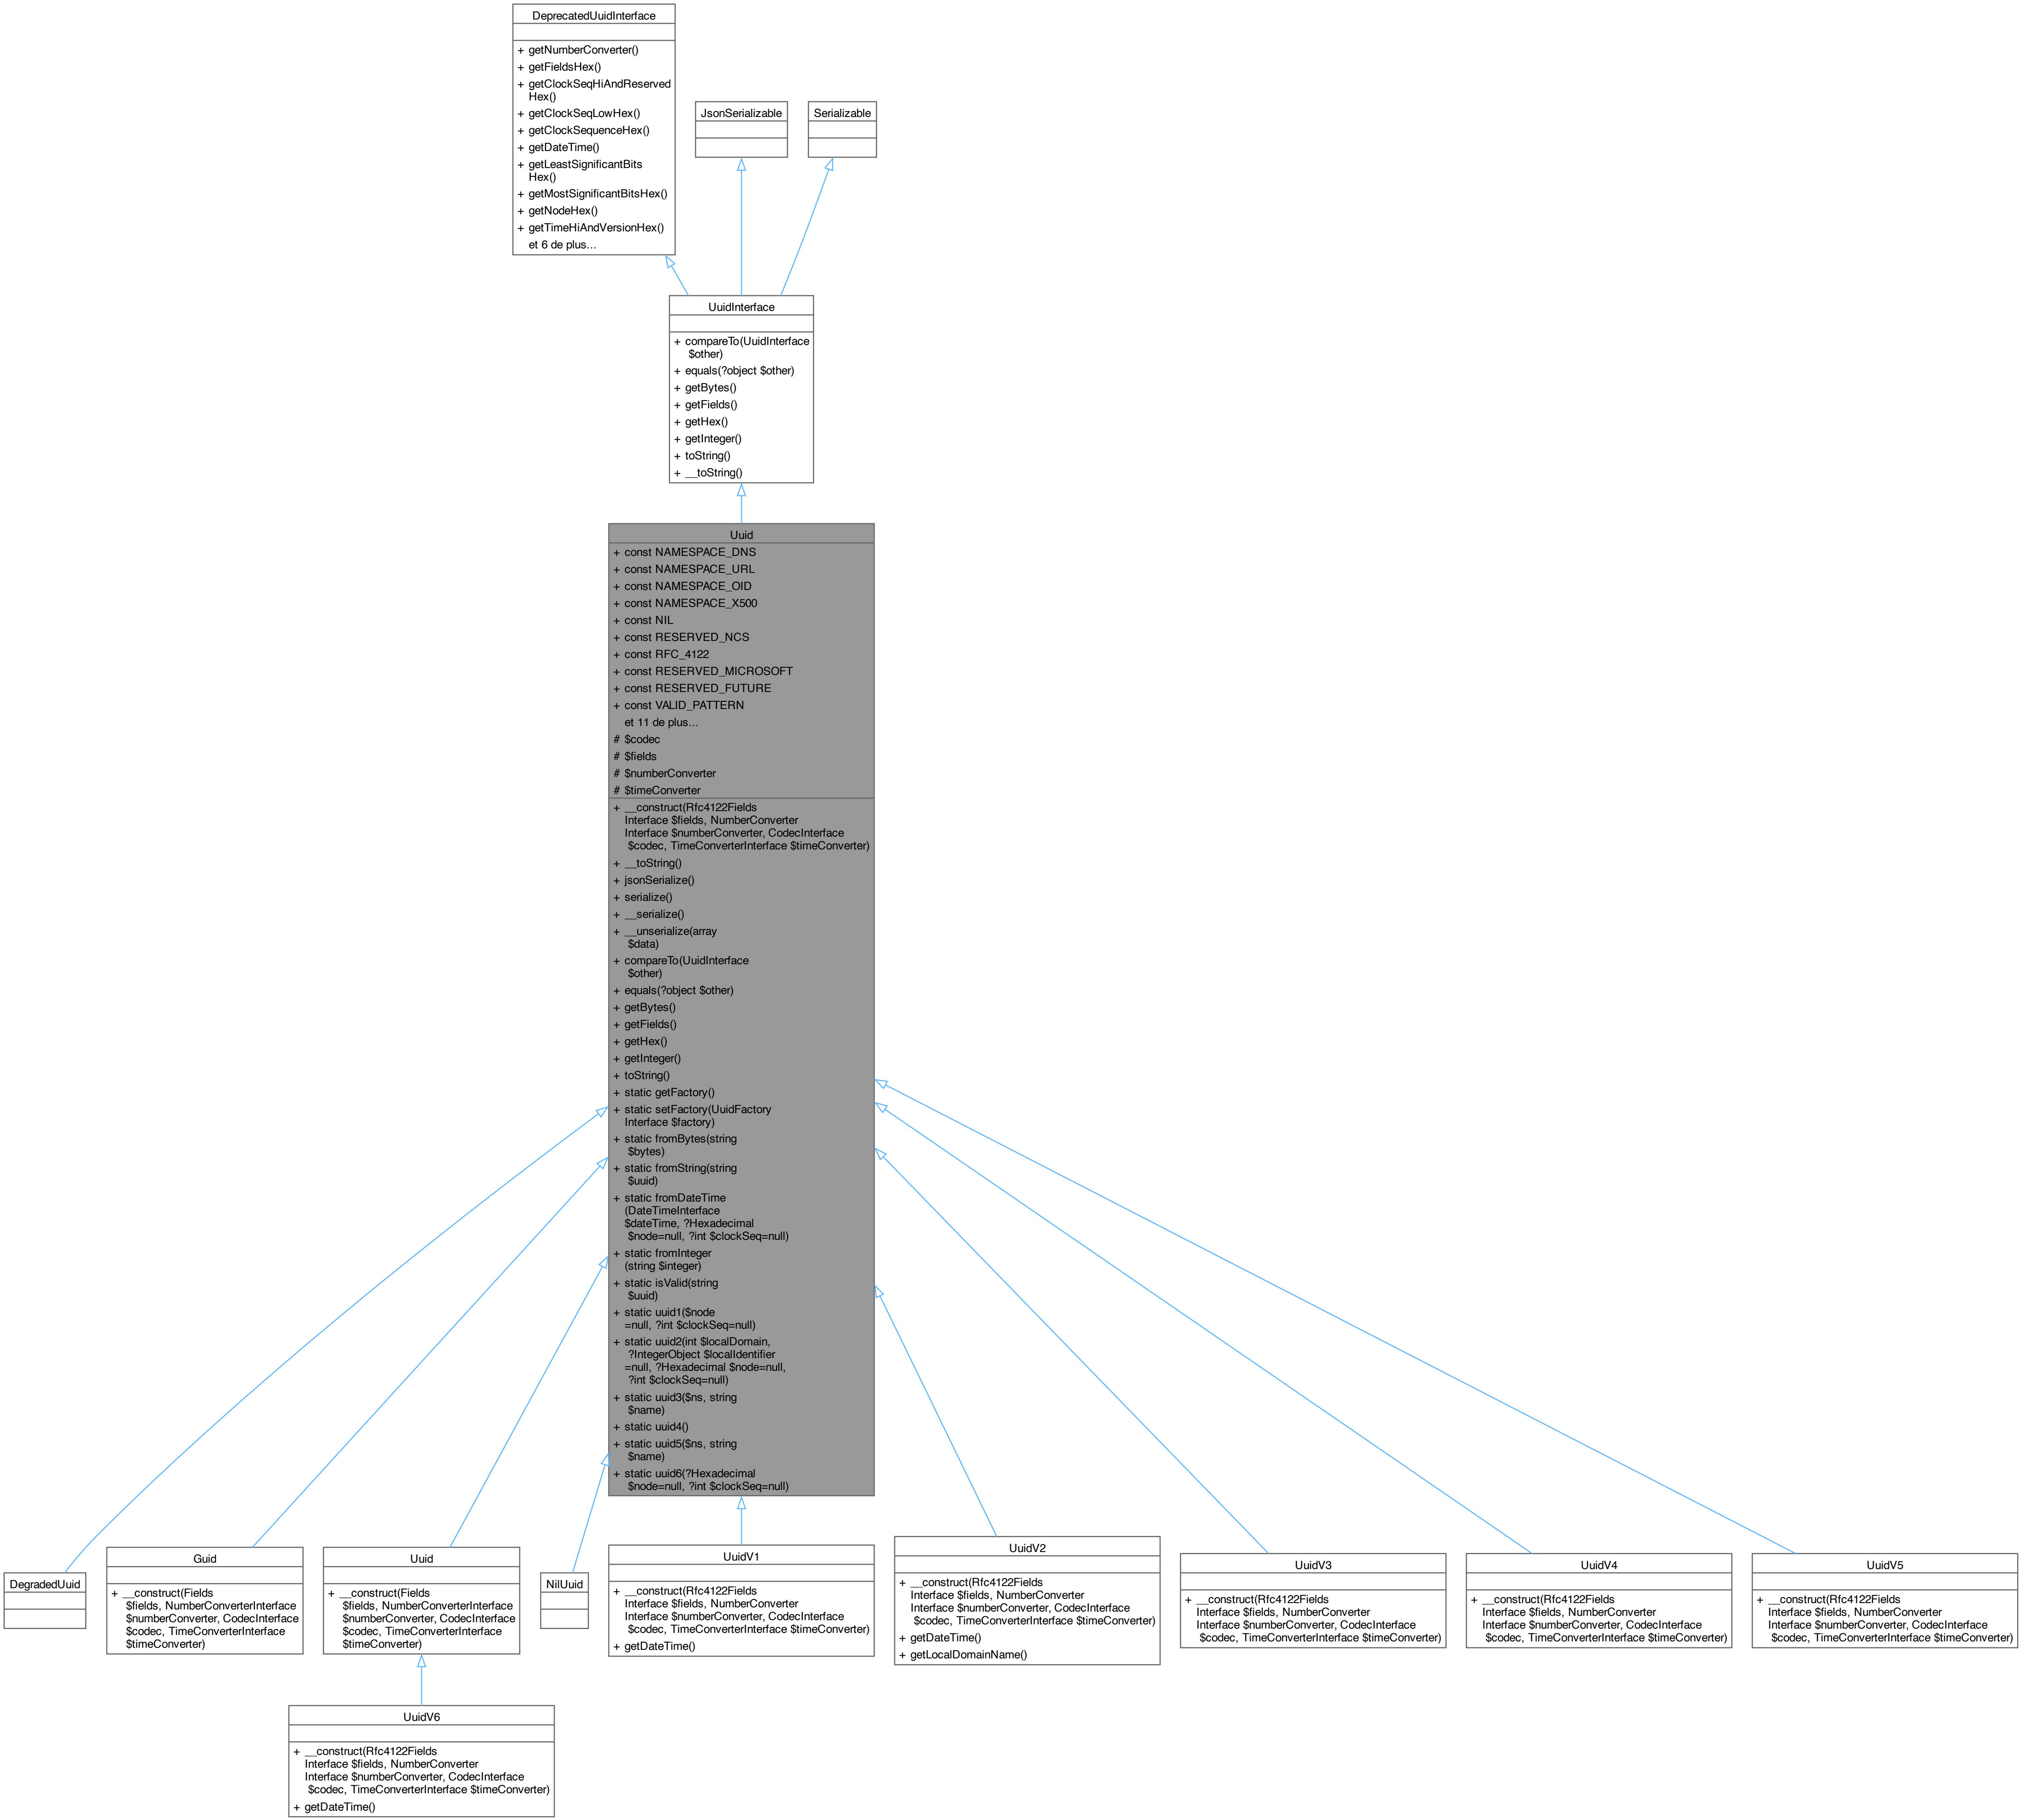 DeprecatedUuidInterface
+ getNumberConverter()
+ getFieldsHex()
+ getClockSeqHiAndReserved
Hex()
+ getClockSeqLowHex()
+ getClockSequenceHex()
+ getDateTime()
+ getLeastSignificantBits
Hex()
+ getMostSignificantBitsHex()
+ getNodeHex()
+ getTimeHiAndVersionHex()
et 6 de plus...
JsonSerializable
Serializable
UuidInterface
+ compareTo(UuidInterface
$other)
+ equals(?object $other)
+ getBytes()
+ getFields()
+ getHex()
+ getInteger()
+ toString()
+ __toString()
Uuid
+ const NAMESPACE_DNS
+ const NAMESPACE_URL
+ const NAMESPACE_OID
+ const NAMESPACE_X500
+ const NIL
+ const RESERVED_NCS
+ const RFC_4122
+ const RESERVED_MICROSOFT
+ const RESERVED_FUTURE
+ const VALID_PATTERN
et 11 de plus...
# $codec
# $fields
# $numberConverter
# $timeConverter
+ __construct(Rfc4122Fields
Interface $fields, NumberConverter
Interface $numberConverter, CodecInterface
$codec, TimeConverterInterface $timeConverter)
+ __toString()
+ jsonSerialize()
+ serialize()
+ __serialize()
+ __unserialize(array
$data)
+ compareTo(UuidInterface
$other)
+ equals(?object $other)
+ getBytes()
+ getFields()
+ getHex()
+ getInteger()
+ toString()
+ static getFactory()
+ static setFactory(UuidFactory
Interface $factory)
+ static fromBytes(string
$bytes)
+ static fromString(string
$uuid)
+ static fromDateTime
(DateTimeInterface
$dateTime, ?Hexadecimal
$node=null, ?int $clockSeq=null)
+ static fromInteger
(string $integer)
+ static isValid(string
$uuid)
+ static uuid1($node
=null, ?int $clockSeq=null)
+ static uuid2(int $localDomain,
?IntegerObject $localIdentifier
=null, ?Hexadecimal $node=null,
?int $clockSeq=null)
+ static uuid3($ns, string
$name)
+ static uuid4()
+ static uuid5($ns, string
$name)
+ static uuid6(?Hexadecimal
$node=null, ?int $clockSeq=null)
DegradedUuid
Guid
+ __construct(Fields
$fields, NumberConverterInterface
$numberConverter, CodecInterface
$codec, TimeConverterInterface
$timeConverter)
Uuid
+ __construct(Fields
$fields, NumberConverterInterface
$numberConverter, CodecInterface
$codec, TimeConverterInterface
$timeConverter)
NilUuid
UuidV1
+ __construct(Rfc4122Fields
Interface $fields, NumberConverter
Interface $numberConverter, CodecInterface
$codec, TimeConverterInterface $timeConverter)
+ getDateTime()
UuidV2
+ __construct(Rfc4122Fields
Interface $fields, NumberConverter
Interface $numberConverter, CodecInterface
$codec, TimeConverterInterface $timeConverter)
+ getDateTime()
+ getLocalDomainName()
UuidV3
+ __construct(Rfc4122Fields
Interface $fields, NumberConverter
Interface $numberConverter, CodecInterface
$codec, TimeConverterInterface $timeConverter)
UuidV4
+ __construct(Rfc4122Fields
Interface $fields, NumberConverter
Interface $numberConverter, CodecInterface
$codec, TimeConverterInterface $timeConverter)
UuidV5
+ __construct(Rfc4122Fields
Interface $fields, NumberConverter
Interface $numberConverter, CodecInterface
$codec, TimeConverterInterface $timeConverter)
UuidV6
+ __construct(Rfc4122Fields
Interface $fields, NumberConverter
Interface $numberConverter, CodecInterface
$codec, TimeConverterInterface $timeConverter)
+ getDateTime()